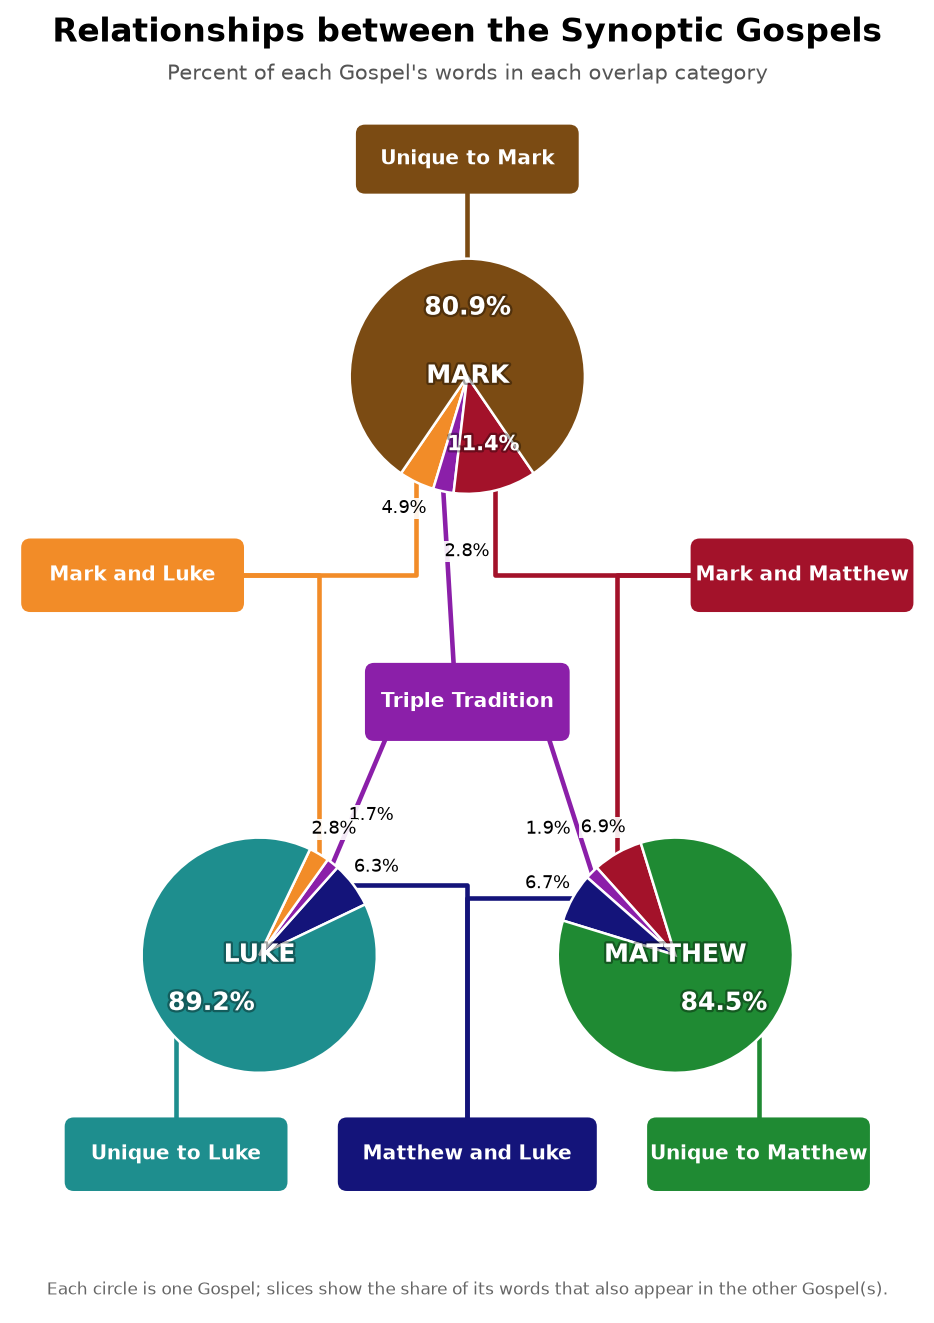 Relationships between the Synoptic Gospels
Percent of each Gospel's words in each overlap category
Unique to Mark
80.9%
MARK
11.4%
4.9%
2.8%
Mark and Luke
Mark and Matthew
Triple Tradition
1.7%
2.8%
1.9%
6.9%
6.3%
6.7%
LUKE
MATTHEW
89.2%
84.5%
Unique to Luke
Matthew and Luke
Unique to Matthew
Each circle is one Gospel; slices show the share of its words that also appear in the other Gospel(s).